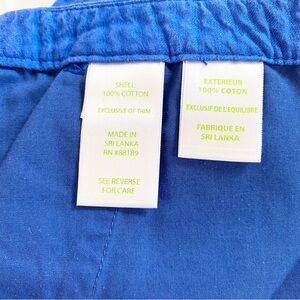 SHELL:
100% COTTON
EXCLUSIVE OF TRIM
MADE IN
SRI LANKA
RN #88189
SEE REVERSE
FOR CARE
EXTERIEUR
100% COTTON
EXCLUSIF DE L'EQUILIBRE
FABRIQUE EN
SRI LANKA